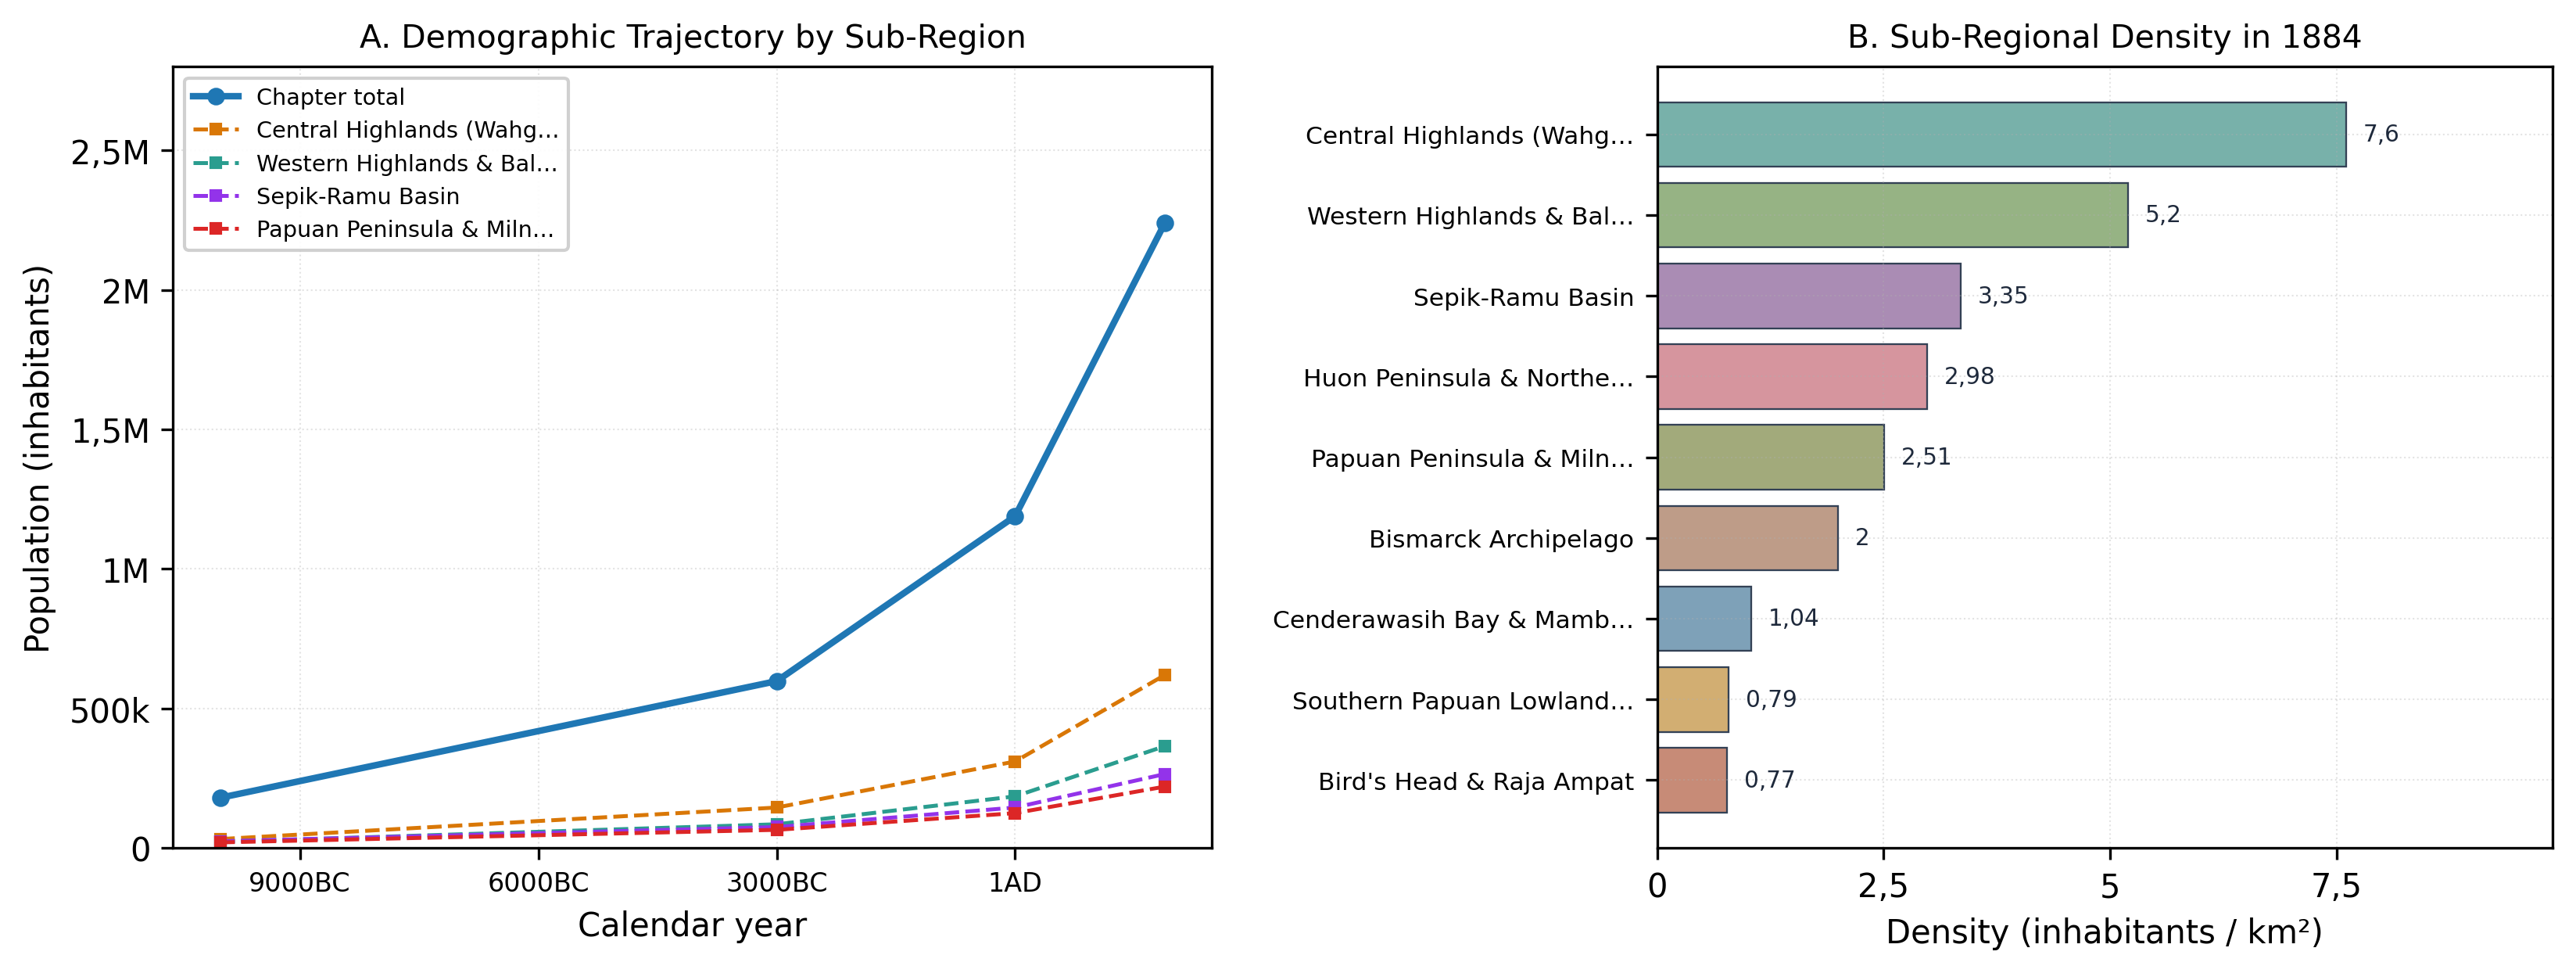 A. Demographic Trajectory by Sub-Region
Population (inhabitants)
2,5M
2M
1,5M
1M
500k
0
Chapter total
Central Highlands (Wahg…
Western Highlands & Bal…
Sepik-Ramu Basin
Papuan Peninsula & Miln…
9000BC
6000BC
3000BC
1AD
Calendar year
B. Sub-Regional Density in 1884
Central Highlands (Wahg… 7,6
Western Highlands & Bal… 5,2
Sepik-Ramu Basin 3,35
Huon Peninsula & Northe… 2,98
Papuan Peninsula & Miln… 2,51
Bismarck Archipelago 2
Cenderawasih Bay & Mamb… 1,04
Southern Papuan Lowland… 0,79
Bird's Head & Raja Ampat 0,77
0
2,5
5
7,5
Density (inhabitants / km²)